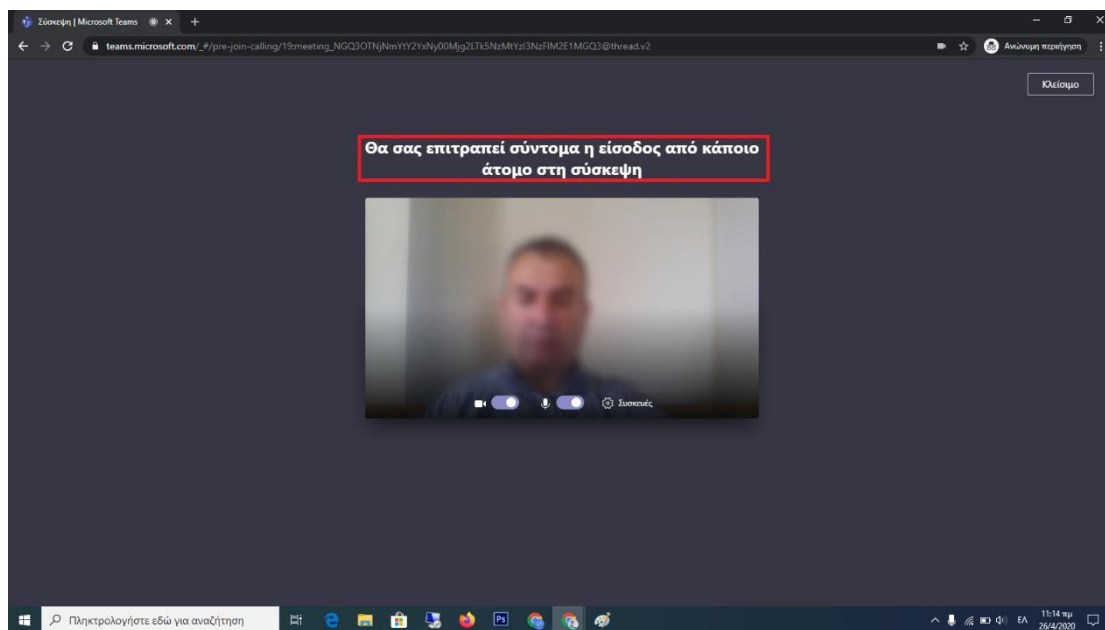 Σύσκεψη | Microsoft Teams
teams.microsoft.com/_#/pre-join-calling/19:meeting_NGQ3OTNjNmYtY2YxNy00Mjg2LTk5NzMtYzI3NzFlM2E1MGQ3@thread.v2
Ανώνυμη περιήγηση
Κλείσιμο
Θα σας επιτραπεί σύντομα η είσοδος από κάποιο
άτομο στη σύσκεψη
Συσκευές
Πληκτρολογήστε εδώ για αναζήτηση
Ps
ΕΛ
11:14 πμ
26/4/2020